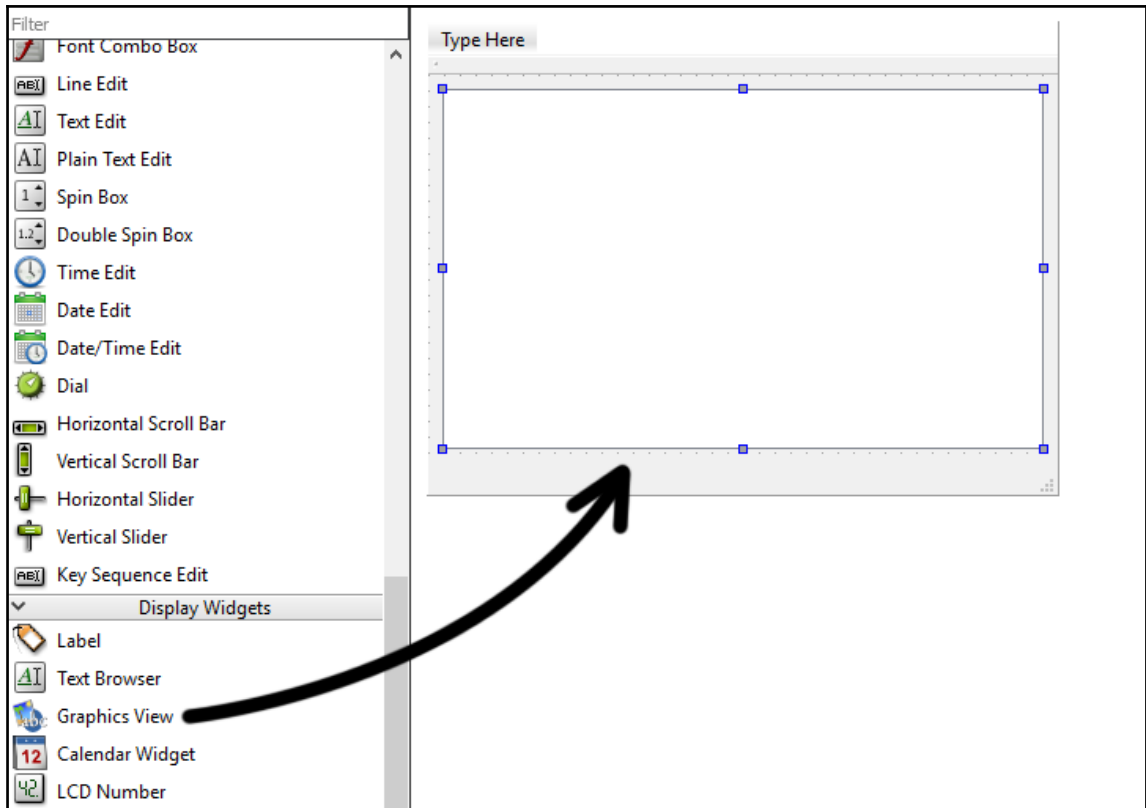 Filter
Font Combo Box
Line Edit
Text Edit
Plain Text Edit
Spin Box
Double Spin Box
Time Edit
Date Edit
Date/Time Edit
Dial
Horizontal Scroll Bar
Vertical Scroll Bar
Horizontal Slider
Vertical Slider
Key Sequence Edit
Display Widgets
Label
Text Browser
Graphics View
Calendar Widget
LCD Number
Type Here